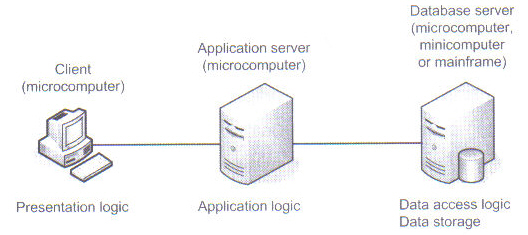 Client
(microcomputer)
Presentation logic
Application server
(microcomputer)
Application logic
Database server
(microcomputer,
minicomputer
or mainframe)
Data access logic
Data storage